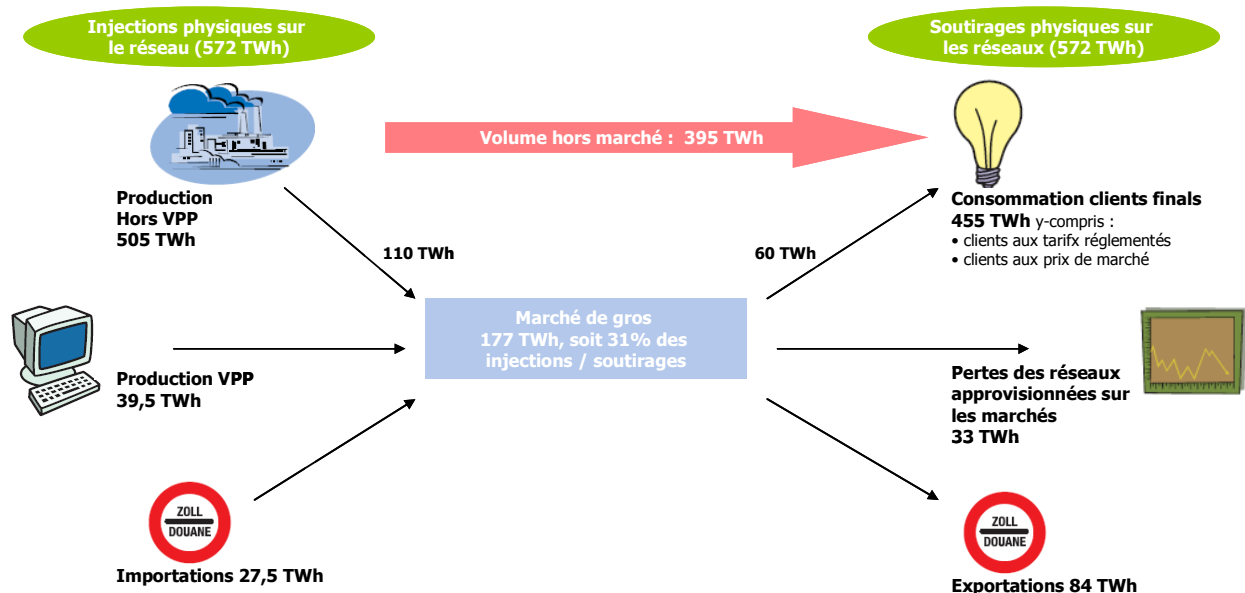 Injections physiques sur
le réseau (572 TWh)
Soutirages physiques sur
les réseaux (572 TWh)
Volume hors marché :  395 TWh
Production
Hors VPP
505 TWh
Consommation clients finals
455 TWh y-compris :
• clients aux tarifx réglementés
• clients aux prix de marché
110 TWh
60 TWh
Marché de gros
177 TWh, soit 31% des
injections / soutirages
Production VPP
39,5 TWh
Pertes des réseaux
approvisionnées sur
les marchés
33 TWh
ZOLL
DOUANE
Importations 27,5 TWh
ZOLL
DOUANE
Exportations 84 TWh